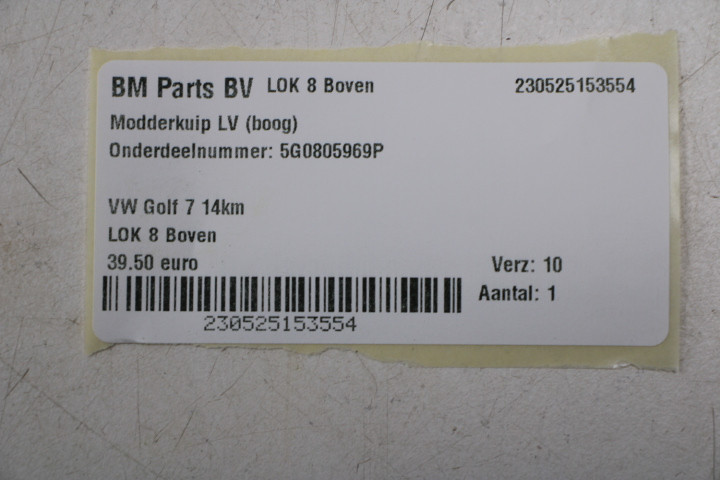 BM Parts BV LOK 8 Boven 230525153554
Modderkuip LV (boog)
Onderdeelnummer: 5G0805969P
VW Golf 7 14km
LOK 8 Boven
39.50 euro Verz: 10
Aantal: 1
230525153554